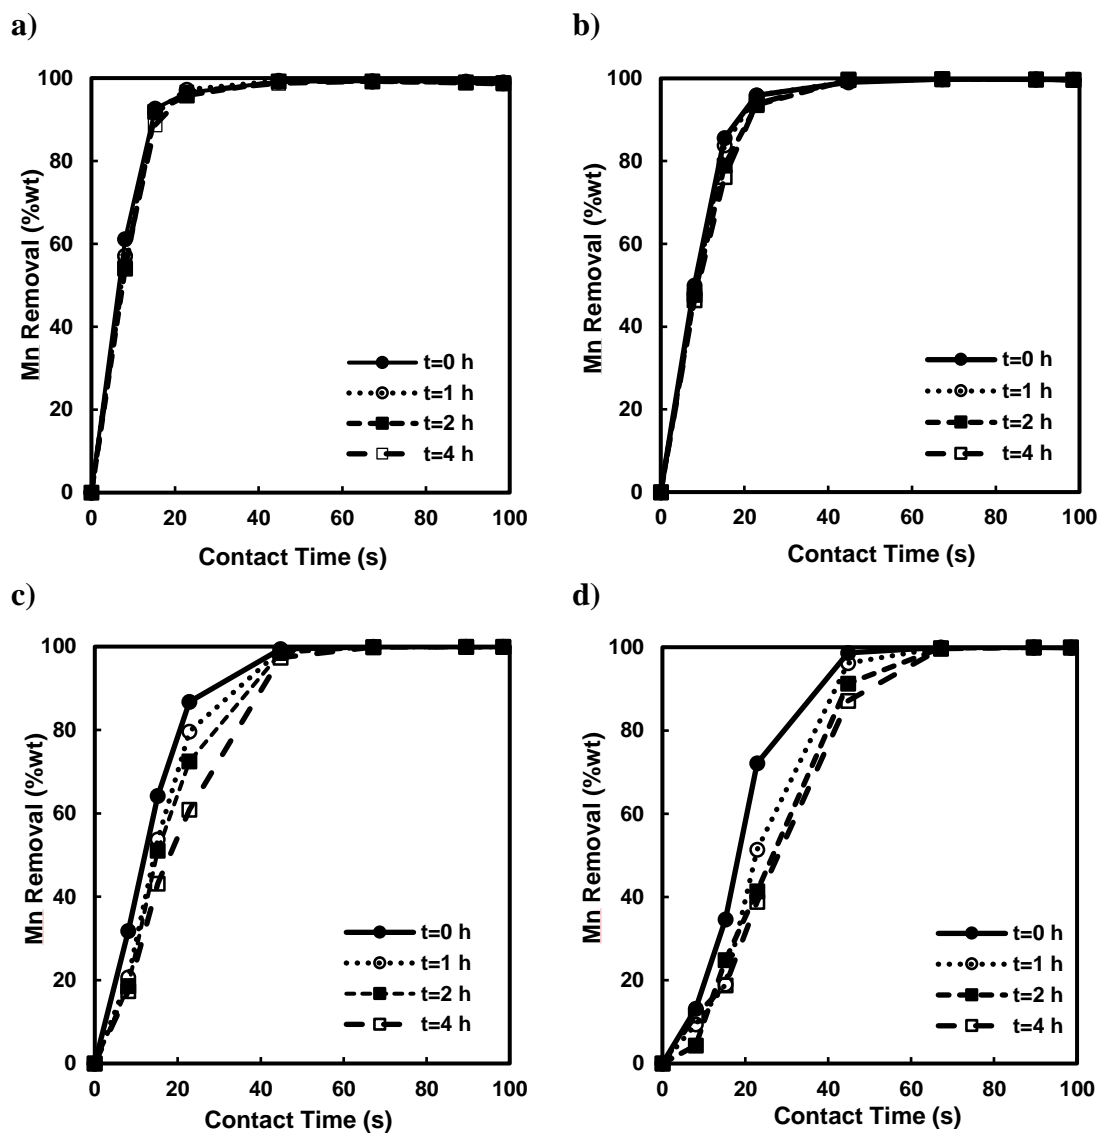 a)
100
80
60
40
20
0
Mn Removal (%wt)
t=0 h
t=1 h
t=2 h
t=4 h
0 20 40 60 80 100
Contact Time (s)
b)
100
80
60
40
20
0
Mn Removal (%wt)
t=0 h
t=1 h
t=2 h
t=4 h
0 20 40 60 80 100
Contact Time (s)
c)
100
80
60
40
20
0
Mn Removal (%wt)
t=0 h
t=1 h
t=2 h
t=4 h
0 20 40 60 80 100
Contact Time (s)
d)
100
80
60
40
20
0
Mn Removal (%wt)
t=0 h
t=1 h
t=2 h
t=4 h
0 20 40 60 80 100
Contact Time (s)